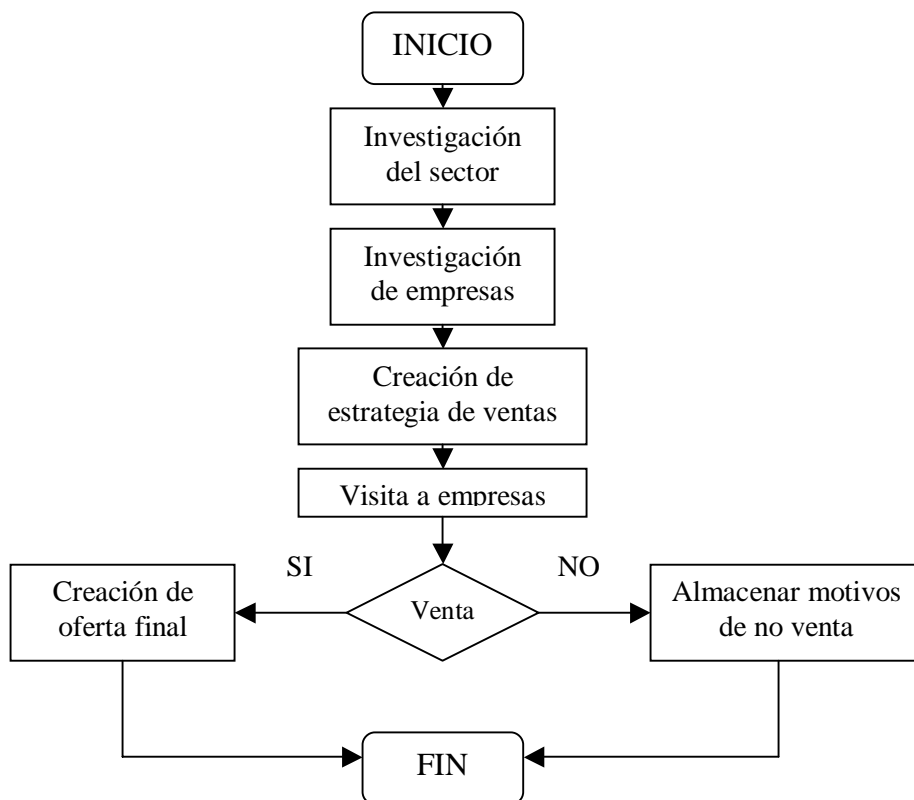 INICIO
Investigación
del sector
Investigación
de empresas
Creación de
estrategia de ventas
Visita a empresas
SI
NO
Creación de
oferta final
Venta
Almacenar motivos
de no venta
FIN